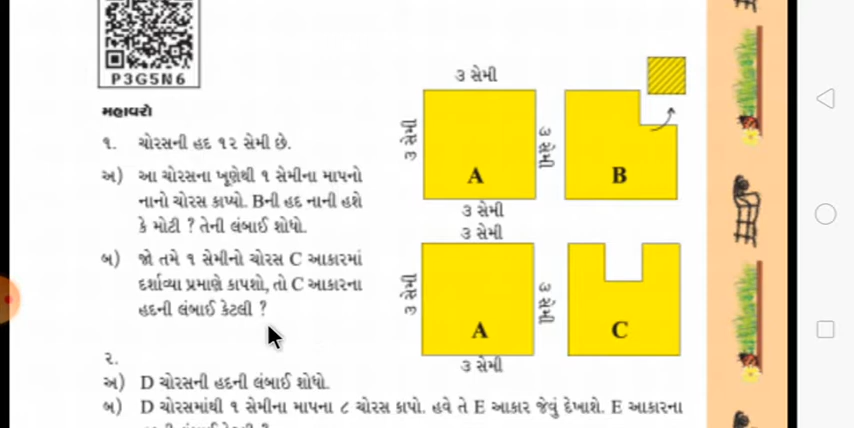 P3G5N6
મહાવરો
૧. ચોરસની હદ ૧૨ સેમી છે.
અ) આ ચોરસના ખૂણેથી ૧ સેમીના માપનો
નાનો ચોરસ કાપ્યો. Bની હદ નાની હશે
કે મોટી ? તેની લંબાઈ શોધો.
બ) જો તમે ૧ સેમીનો ચોરસ C આકારમાં
દર્શાવ્યા પ્રમાણે કાપશો, તો C આકારના
હદની લંબાઈ કેટલી ?
૩ સેમી
૩ સેમી
A
૩ સેમી
B
૩ સેમી
૩ સેમી
૩ સેમી
A
૩ સેમી
C
૩ સેમી
૨.
અ) D ચોરસની હદની લંબાઈ શોધો.
બ) D ચોરસમાંથી ૧ સેમીના માપના ૮ ચોરસ કાપો. હવે તે E આકાર જેવું દેખાશે. E આકારના